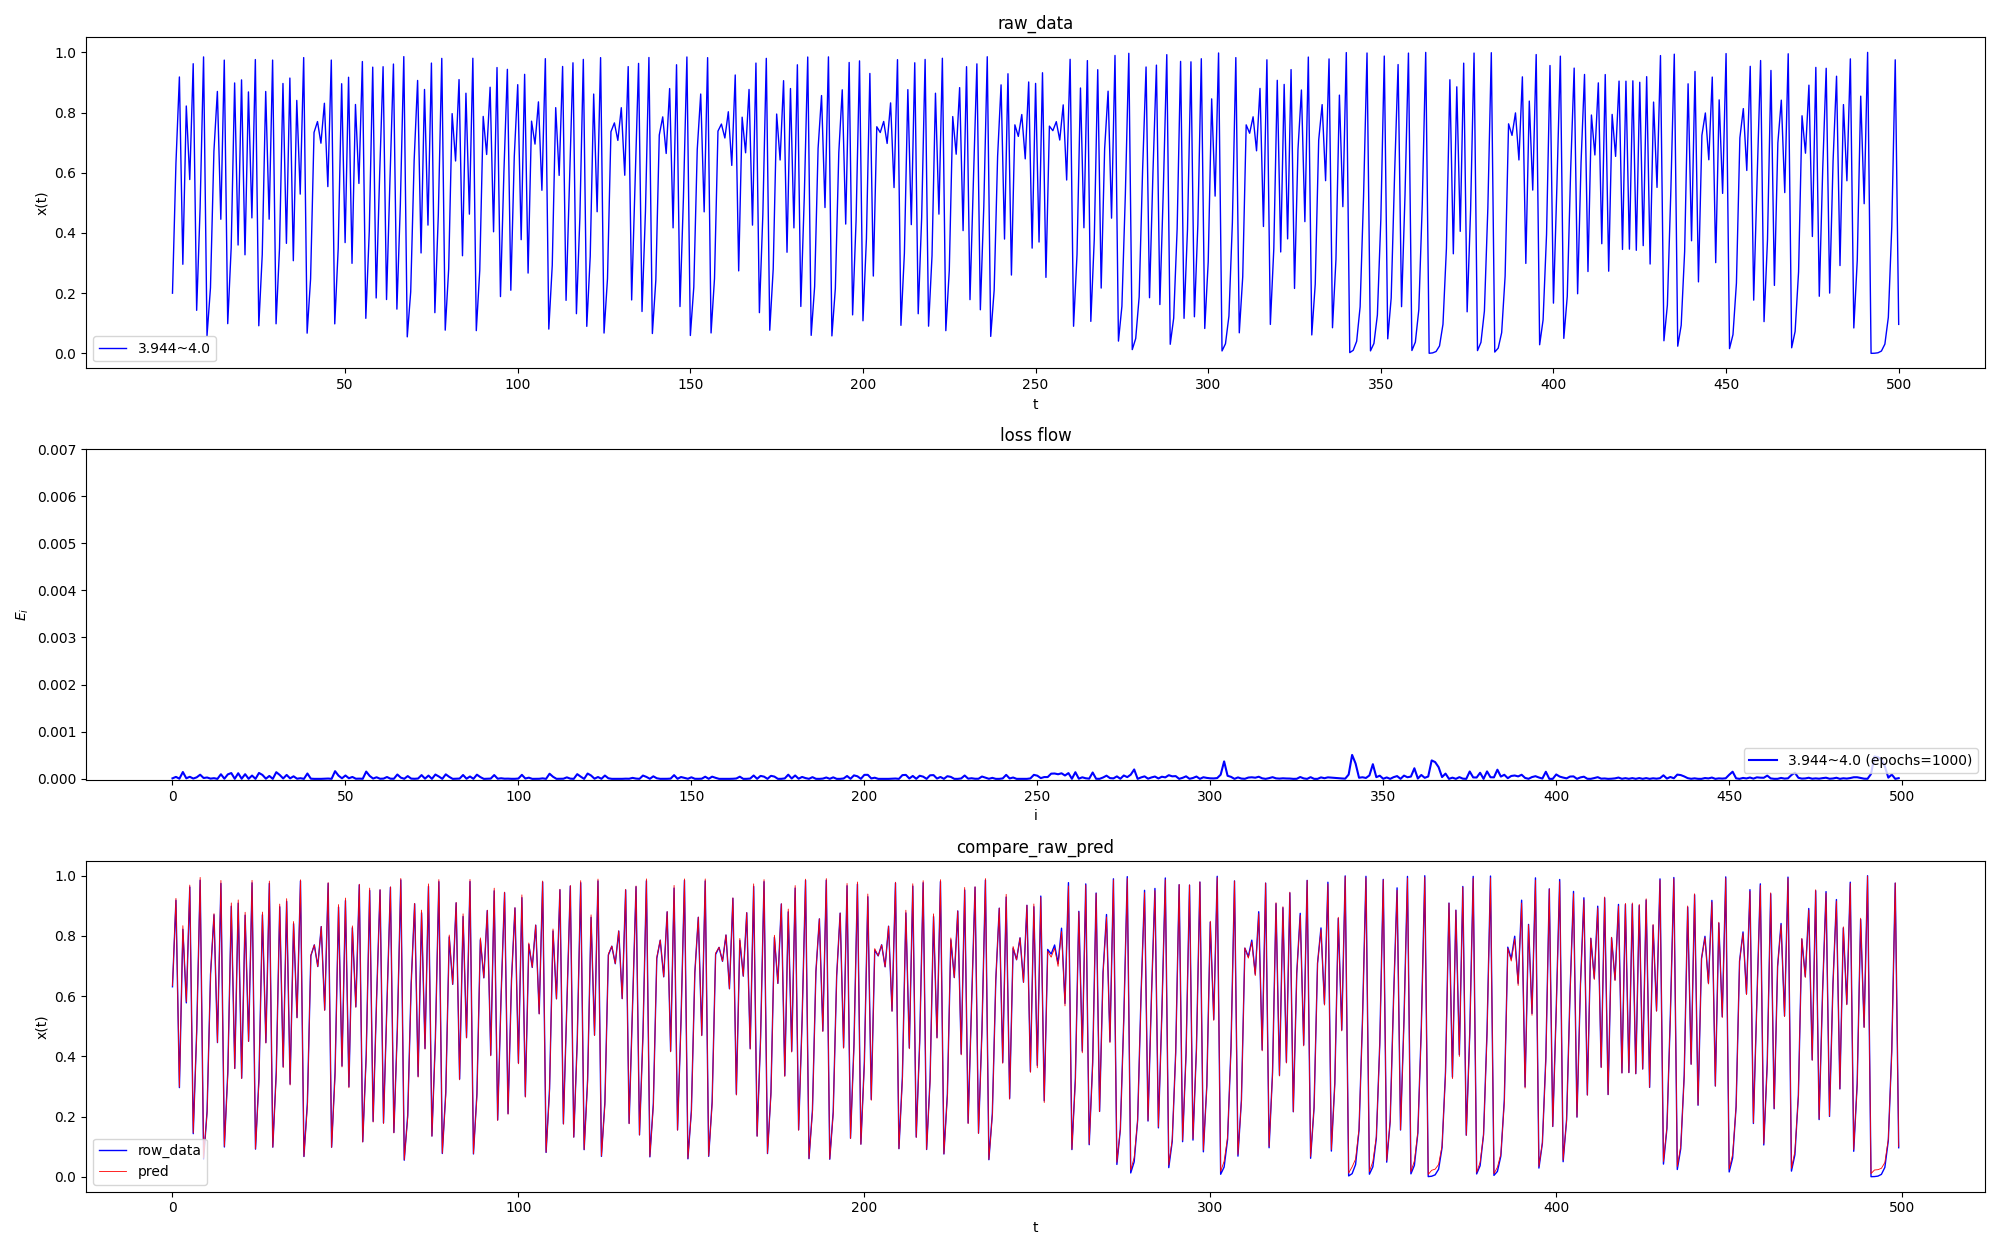 raw_data
1.0
0.8
0.6
0.4
0.2
0.0
x(t)
3.944~4.0
50 100 150 200 250 300 350 400 450 500
t
loss flow
0.007
0.006
0.005
0.004
0.003
0.002
0.001
0.000
E_i
3.944~4.0 (epochs=1000)
0 50 100 150 200 250 300 350 400 450 500
i
compare_raw_pred
1.0
0.8
0.6
0.4
0.2
0.0
x(t)
row_data
pred
0 100 200 300 400 500
t